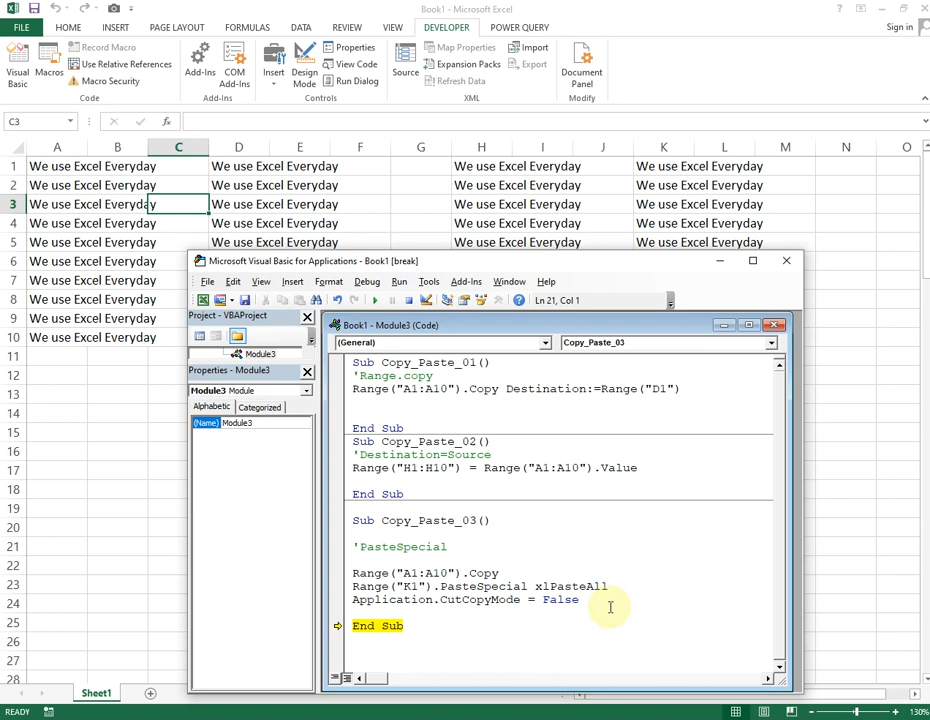 Book1 - Microsoft Excel
? 
Sign in
FILE HOME INSERT PAGE LAYOUT FORMULAS DATA REVIEW VIEW DEVELOPER POWER QUERY
Visual Basic
Macros
Record Macro
Use Relative References
Macro Security
Code
Add-Ins
COM Add-Ins
Add-Ins
Insert
Design Mode
Properties
View Code
Run Dialog
Controls
Source
Map Properties
Expansion Packs
Refresh Data
Import
Export
XML
Document Panel
Modify
C3
fx
A B C D E F G H I J K L M N O
1 We use Excel Everyday We use Excel Everyday We use Excel Everyday We use Excel Everyday
2 We use Excel Everyday We use Excel Everyday We use Excel Everyday We use Excel Everyday
3 We use Excel Everyday We use Excel Everyday We use Excel Everyday We use Excel Everyday
4 We use Excel Everyday We use Excel Everyday We use Excel Everyday We use Excel Everyday
5 We use Excel Everyday We use Excel Everyday We use Excel Everyday We use Excel Everyday
6 We use Excel Everyday
7 We use Excel Everyday
8 We use Excel Everyday
9 We use Excel Everyday
10 We use Excel Everyday
11
12
13
14
15
16
17
18
19
20
21
22
23
24
25
26
27
28
Microsoft Visual Basic for Applications - Book1 [break]
File Edit View Insert Format Debug Run Tools Add-Ins Window Help
Ln 21, Col 1
Project - VBAProject
Module3
Properties - Module3
Module3 Module
Alphabetic Categorized
(Name) Module3
Book1 - Module3 (Code)
(General) Copy_Paste_03
Sub Copy_Paste_01()
'Range.copy
Range("A1:A10").Copy Destination:=Range("D1")
End Sub
Sub Copy_Paste_02()
'Destination=Source
Range("H1:H10") = Range("A1:A10").Value
End Sub
Sub Copy_Paste_03()
'PasteSpecial
Range("A1:A10").Copy
Range("K1").PasteSpecial xlPasteAll
Application.CutCopyMode = False
End Sub
Sheet1
READY
130%